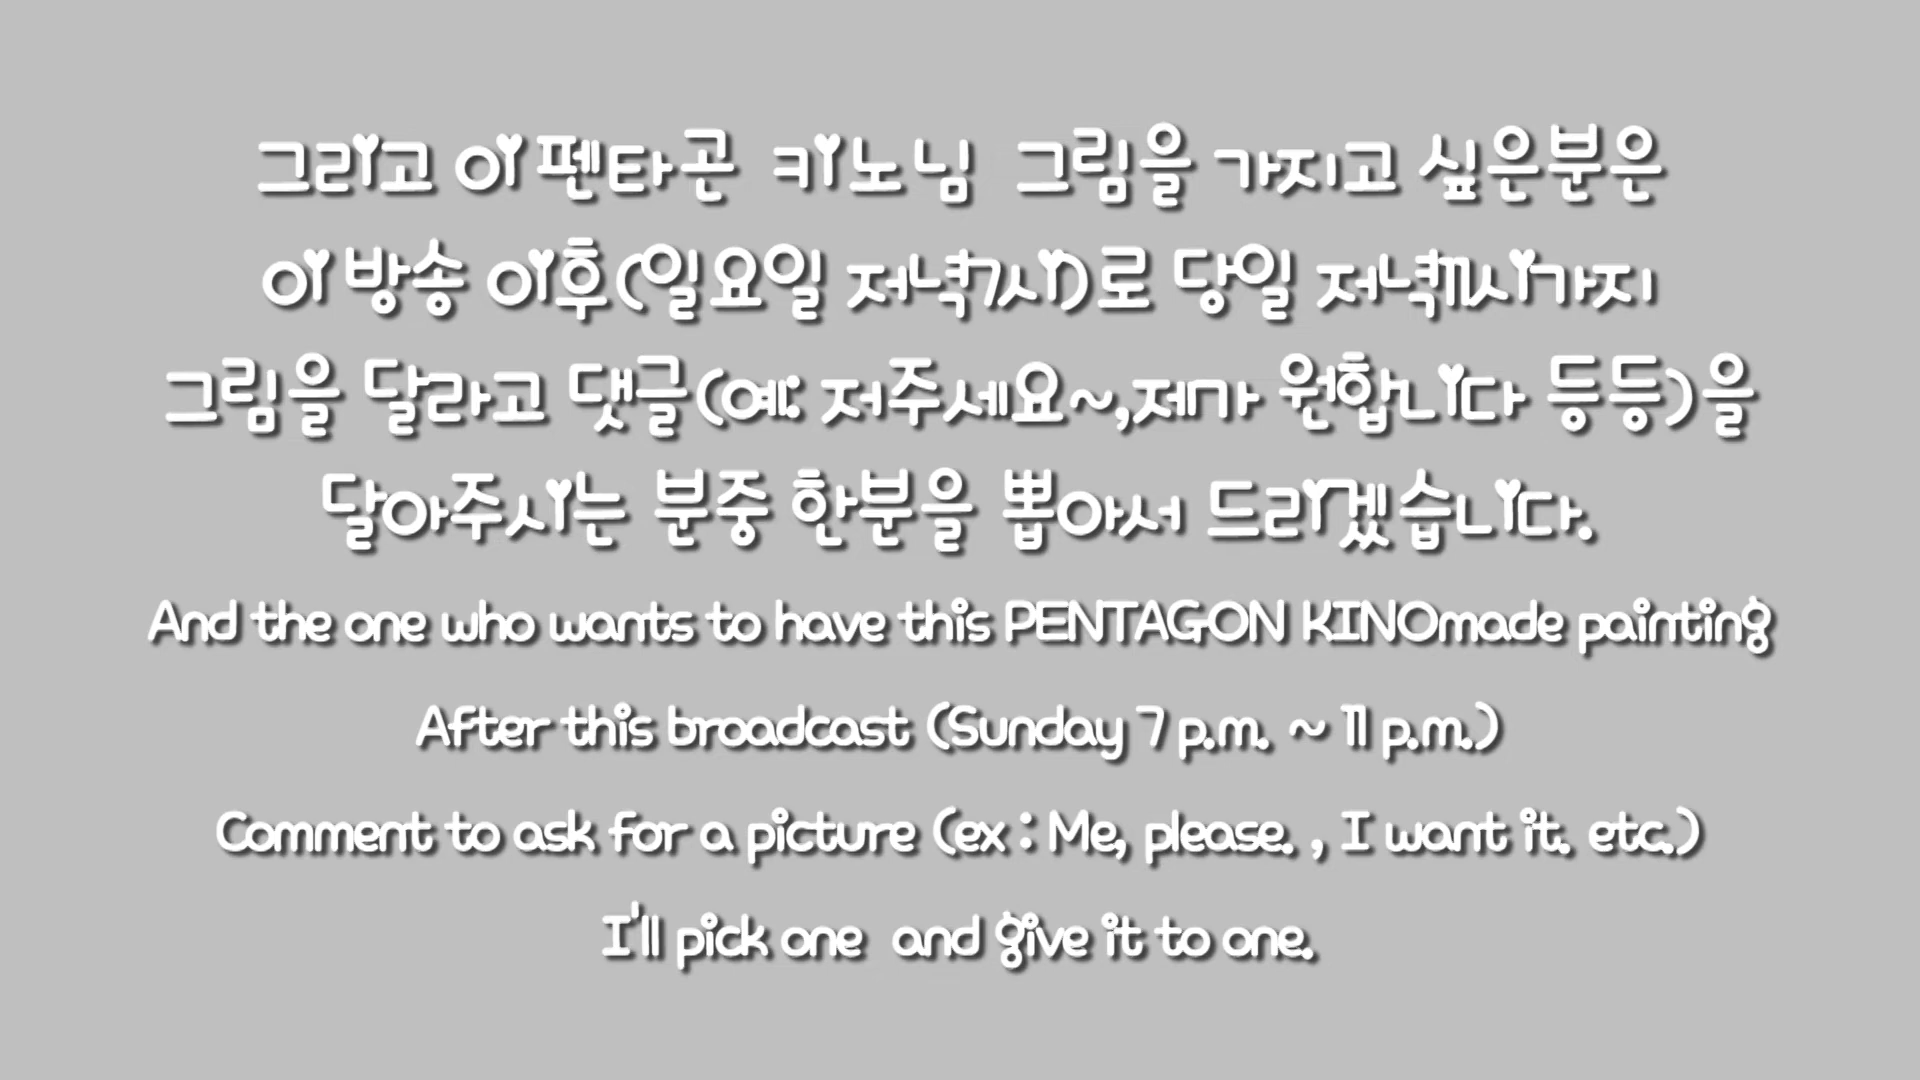 그리고 이 펜타곤 키노님 그림을 가지고 싶은분은
이 방송 이후(일요일 저녁7시)로 당일 저녁11시가지
그림을 달라고 댓글(예: 저주세요~,제가 원합니다 등등)을
달아주시는 분중 한분을 뽑아서 드리겠습니다.
And the one who wants to have this PENTAGON KINOmade painting
After this broadcast (Sunday 7 p.m. ~ 11 p.m.)
Comment to ask for a picture (ex : Me, please. , I want it. etc.)
I'll pick one and give it to one.